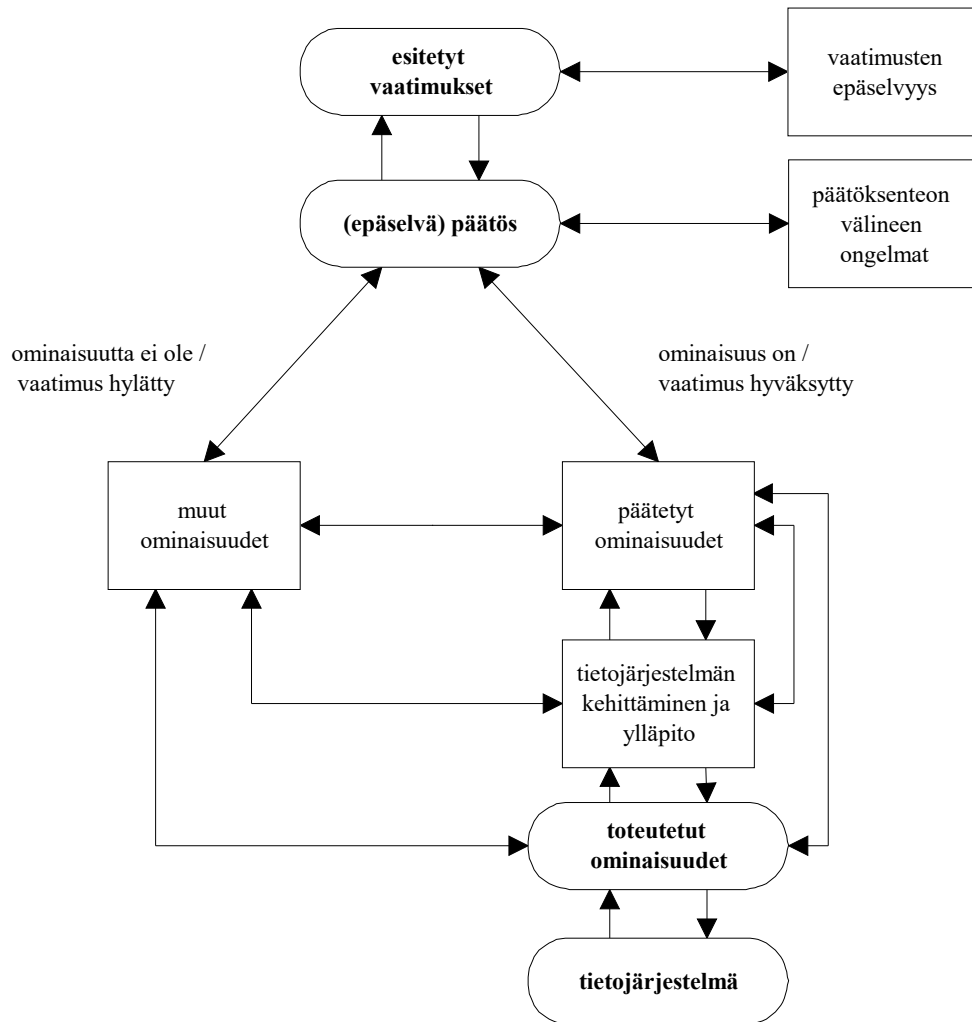 esitetyt
vaatimukset
vaatimusten
epäselvyys
(epäselvä) päätös
päätöksenteon
välineen
ongelmat
ominaisuutta ei ole /
vaatimus hylätty
ominaisuus on /
vaatimus hyväksytty
muut
ominaisuudet
päätetyt
ominaisuudet
tietojärjestelmän
kehittäminen ja
ylläpito
toteutetut
ominaisuudet
tietojärjestelmä